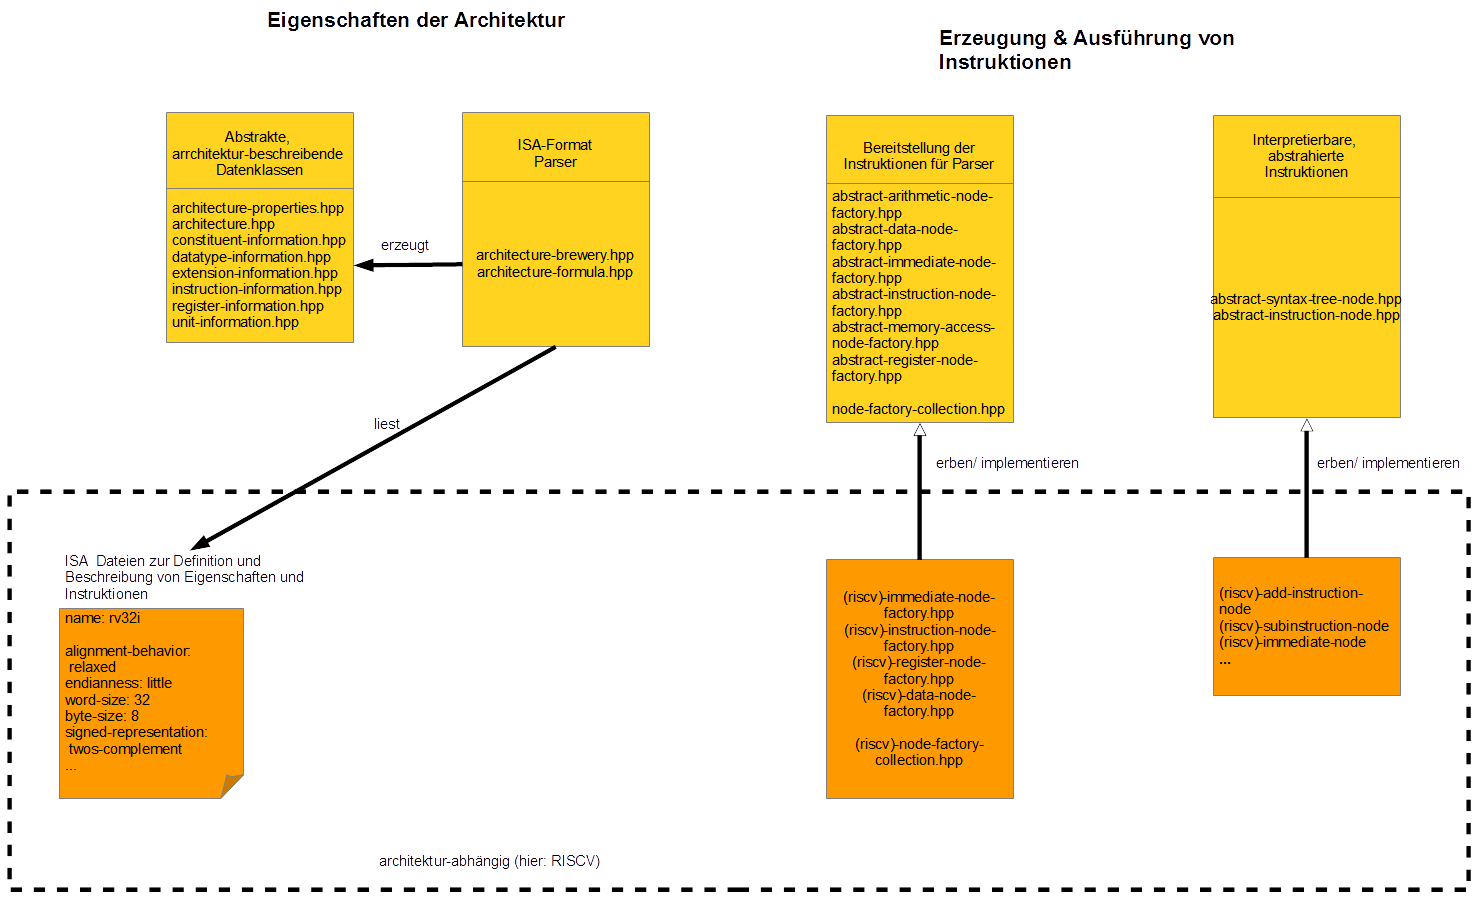 Eigenschaften der Architektur
Erzeugung & Ausführung von
Instruktionen
Abstrakte,
arrchitektur-beschreibende
Datenklassen
architecture-properties.hpp
architecture.hpp
constituent-information.hpp
datatype-information.hpp
extension-information.hpp
instruction-information.hpp
register-information.hpp
unit-information.hpp
erzeugt
ISA-Format
Parser
architecture-brewery.hpp
architecture-formula.hpp
liest
Bereitstellung der
Instruktionen für Parser
abstract-arithmetic-node-
factory.hpp
abstract-data-node-
factory.hpp
abstract-immediate-node-
factory.hpp
abstract-instruction-node-
factory.hpp
abstract-memory-access-
node-factory.hpp
abstract-register-node-
factory.hpp
node-factory-collection.hpp
erben/ implementieren
Interpretierbare,
abstrahierte
Instruktionen
abstract-syntax-tree-node.hpp
abstract-instruction-node.hpp
erben/ implementieren
ISA  Dateien zur Definition und
Beschreibung von Eigenschaften und
Instruktionen
name: rv32i
alignment-behavior:
relaxed
endianness: little
word-size: 32
byte-size: 8
signed-representation:
twos-complement
...
(riscv)-immediate-node-
factory.hpp
(riscv)-instruction-node-
factory.hpp
(riscv)-register-node-
factory.hpp
(riscv)-data-node-
factory.hpp
(riscv)-node-factory-
collection.hpp
(riscv)-add-instruction-
node
(riscv)-subinstruction-node
(riscv)-immediate-node
...
architektur-abhängig (hier: RISCV)